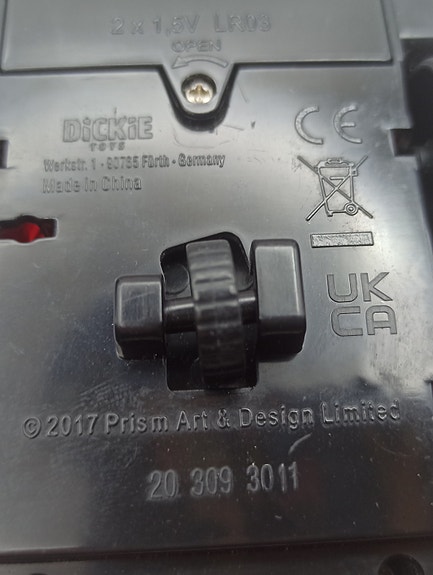 2 x 1,5V LR03
OPEN
DiCKiE
TOYS
Werkstr. 1 - 90765 Fürth - Germany
Made in China
CE
UK
CA
© 2017 Prism Art & Design Limited
20 309 3011